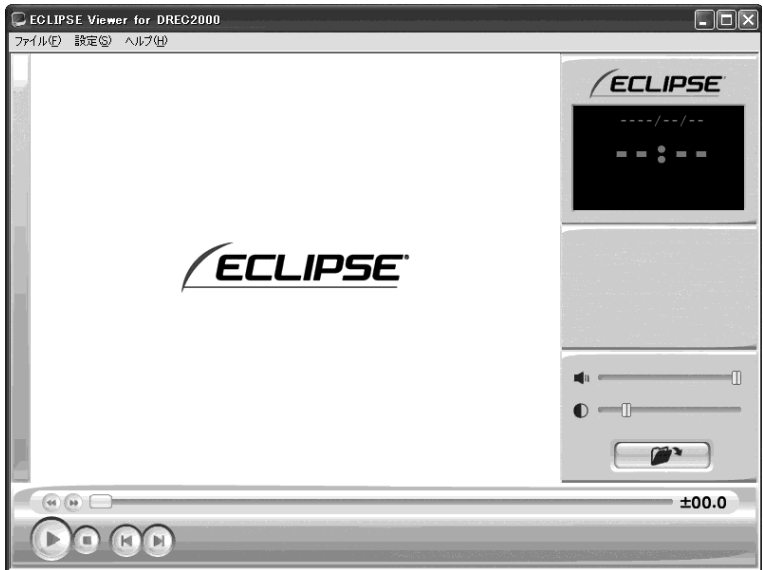 ECLIPSE Viewer for DREC2000
ファイル(F) 設定(S) ヘルプ(H)
ECLIPSE
----/--/--
--:--
ECLIPSE
±00.0